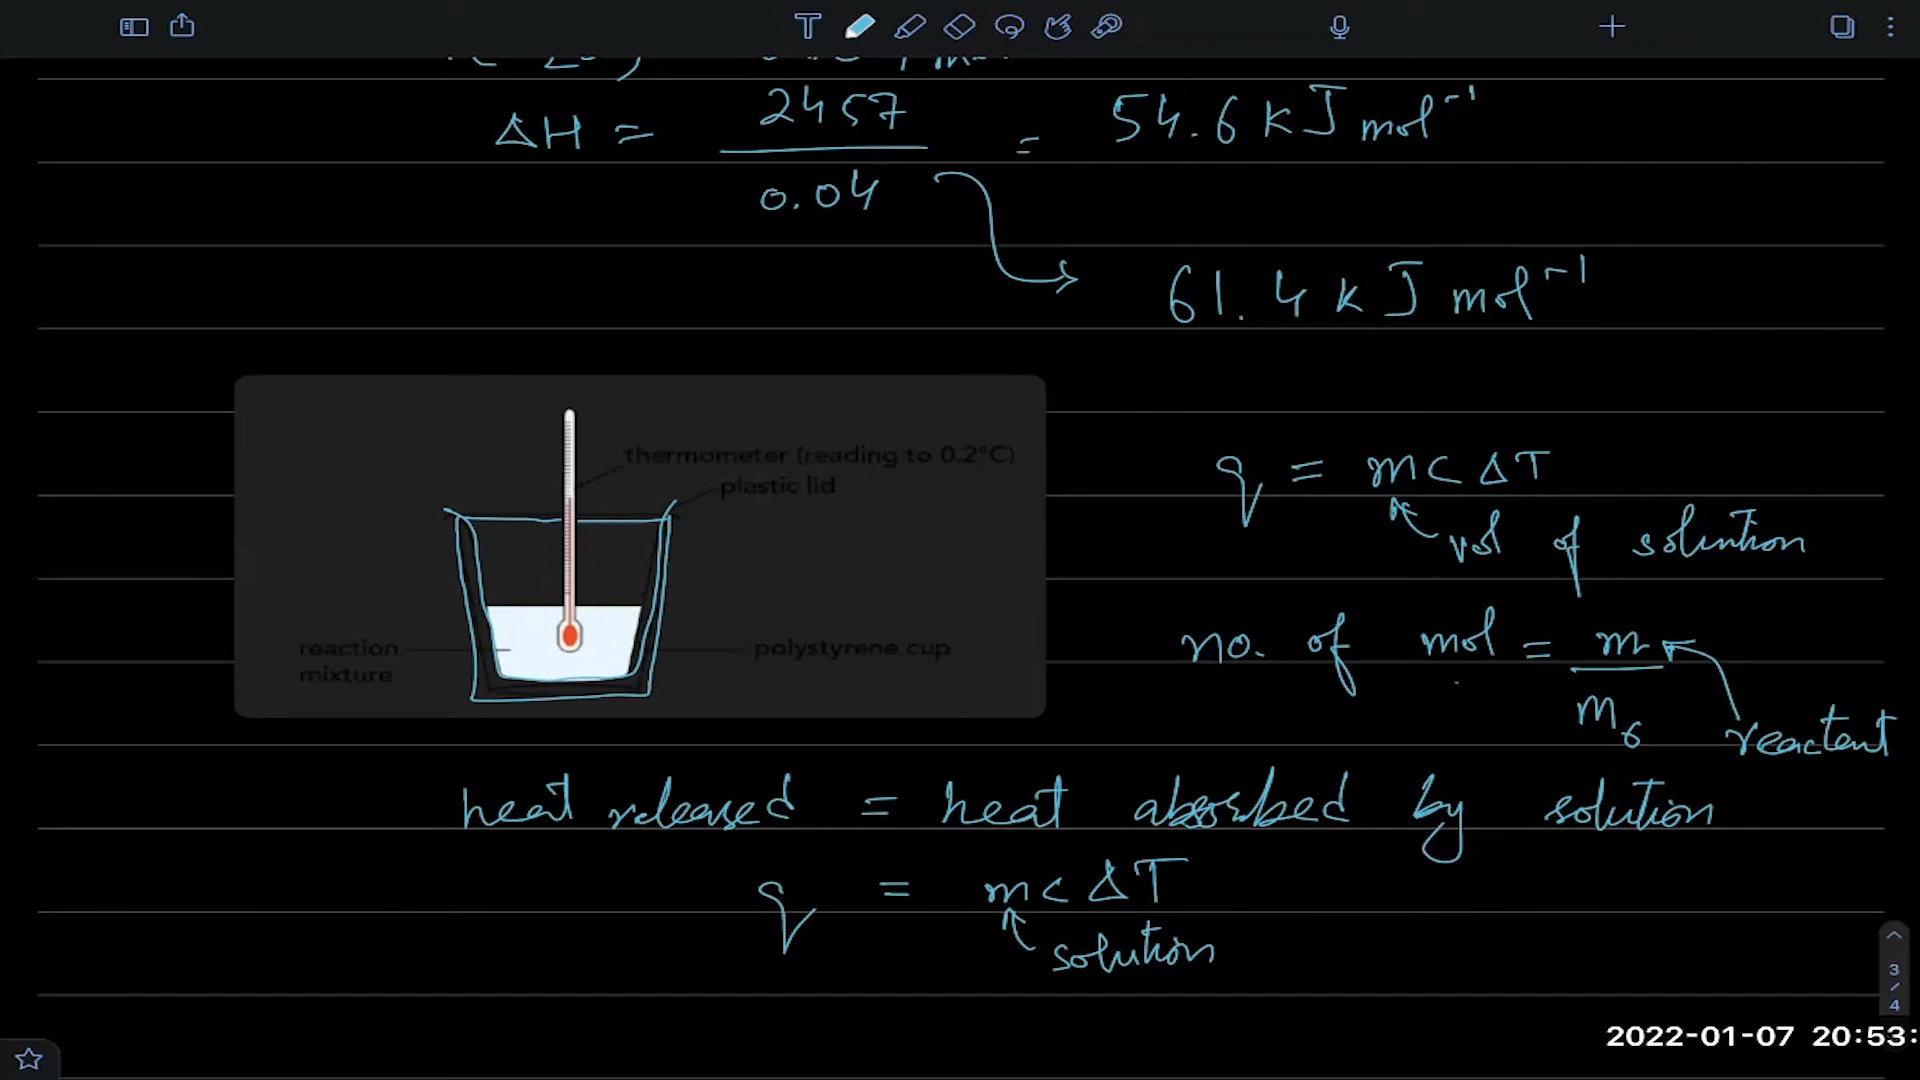 2457
ΔH = = 54.6 kJ mol⁻¹
0.04
61.4 kJ mol⁻¹
thermometer (reading to 0.2°C)
plastic lid
q = mcΔT
vol of solution
no. of mol = m
reaction
mixture
polystyrene cup
reactant
heat released = heat absorbed by solution
q = mcΔT
solution
3
/
4
2022-01-07 20:53: